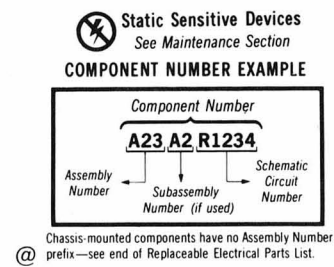 Static Sensitive Devices
See Maintenance Section
COMPONENT NUMBER EXAMPLE
Component Number
A23 A2 R1234
Assembly
Number
Subassembly
Number (if used)
Schematic
Circuit
Number
Chassis-mounted components have no Assembly Number
@ prefix—see end of Replaceable Electrical Parts List.